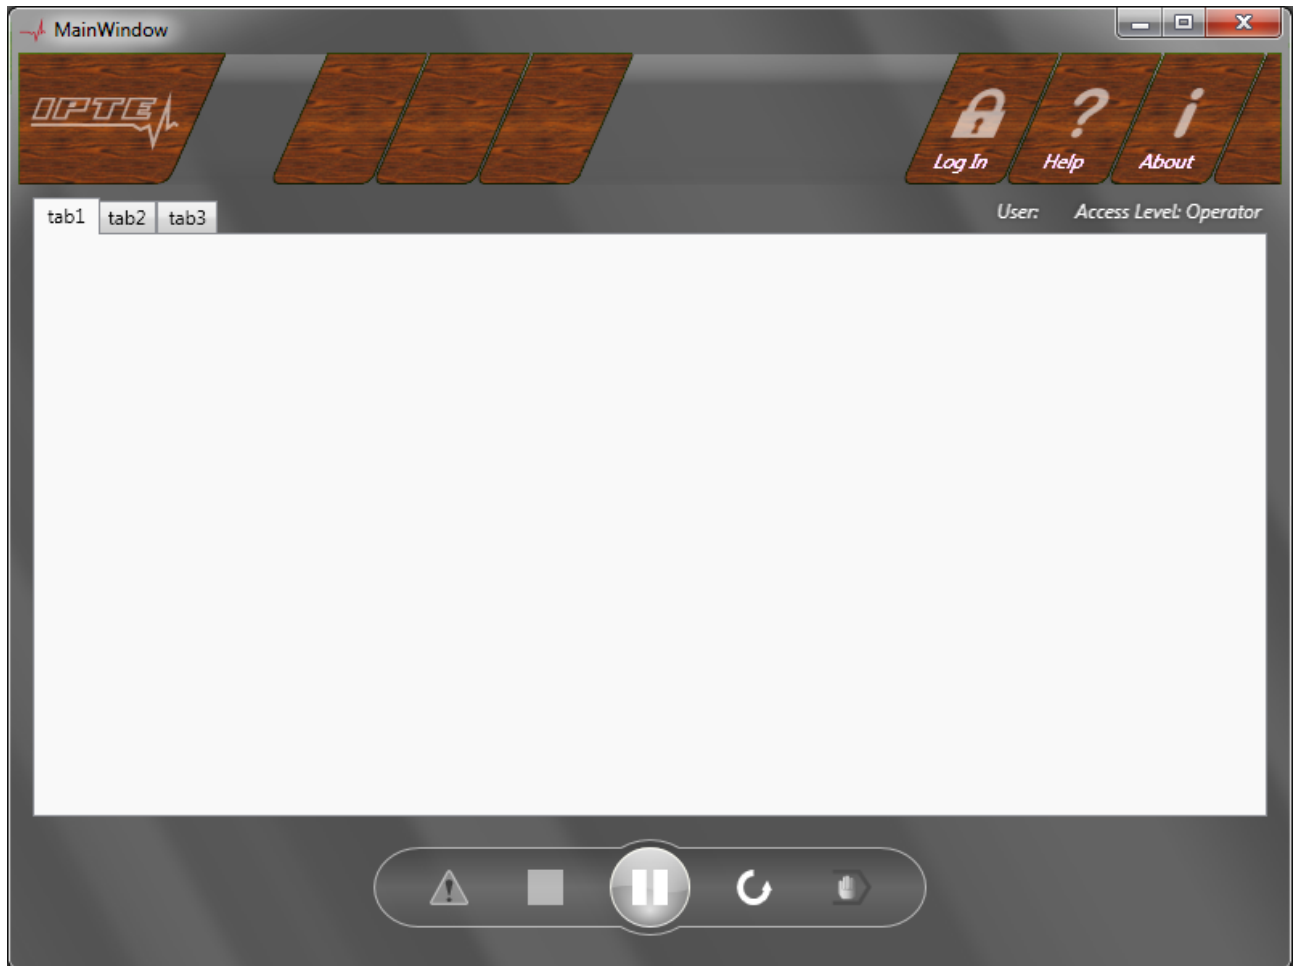 MainWindow
IPTE
Log In
Help
About
tab1
tab2
tab3
User:
Access Level: Operator